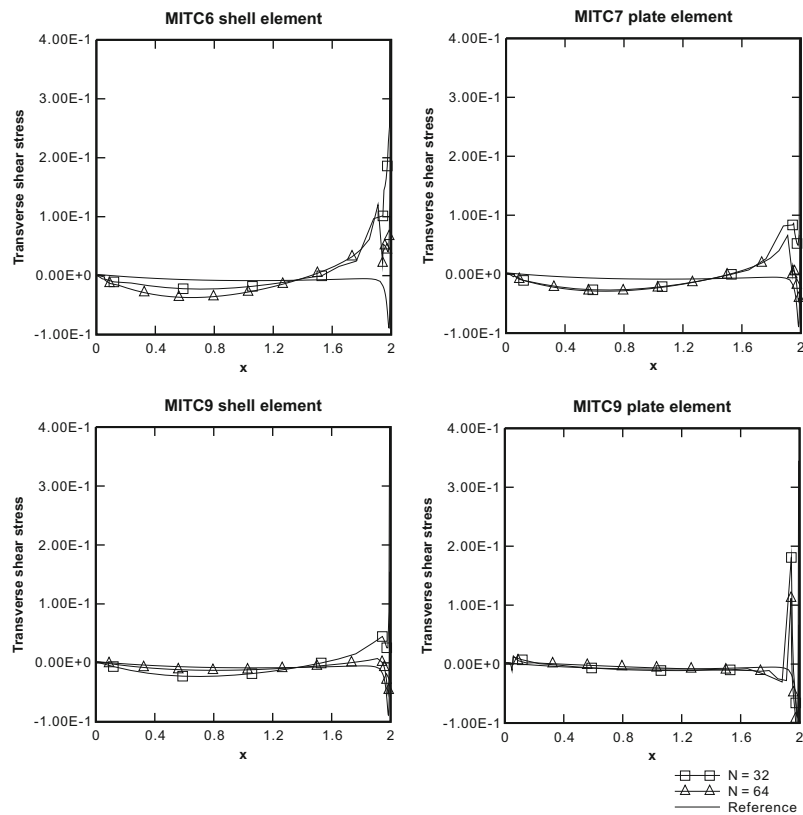 MITC6 shell element
4.00E-1
3.00E-1
2.00E-1
1.00E-1
0.00E+0
-1.00E-1
Transverse shear stress
0 0.4 0.8 1.2 1.6 2
x
MITC7 plate element
4.00E-1
3.00E-1
2.00E-1
1.00E-1
0.00E+0
-1.00E-1
Transverse shear stress
0 0.4 0.8 1.2 1.6 2
x
MITC9 shell element
4.00E-1
3.00E-1
2.00E-1
1.00E-1
0.00E+0
-1.00E-1
Transverse shear stress
0 0.4 0.8 1.2 1.6 2
x
MITC9 plate element
4.00E-1
3.00E-1
2.00E-1
1.00E-1
0.00E+0
-1.00E-1
Transverse shear stress
0 0.4 0.8 1.2 1.6 2
x
N = 32
N = 64
Reference